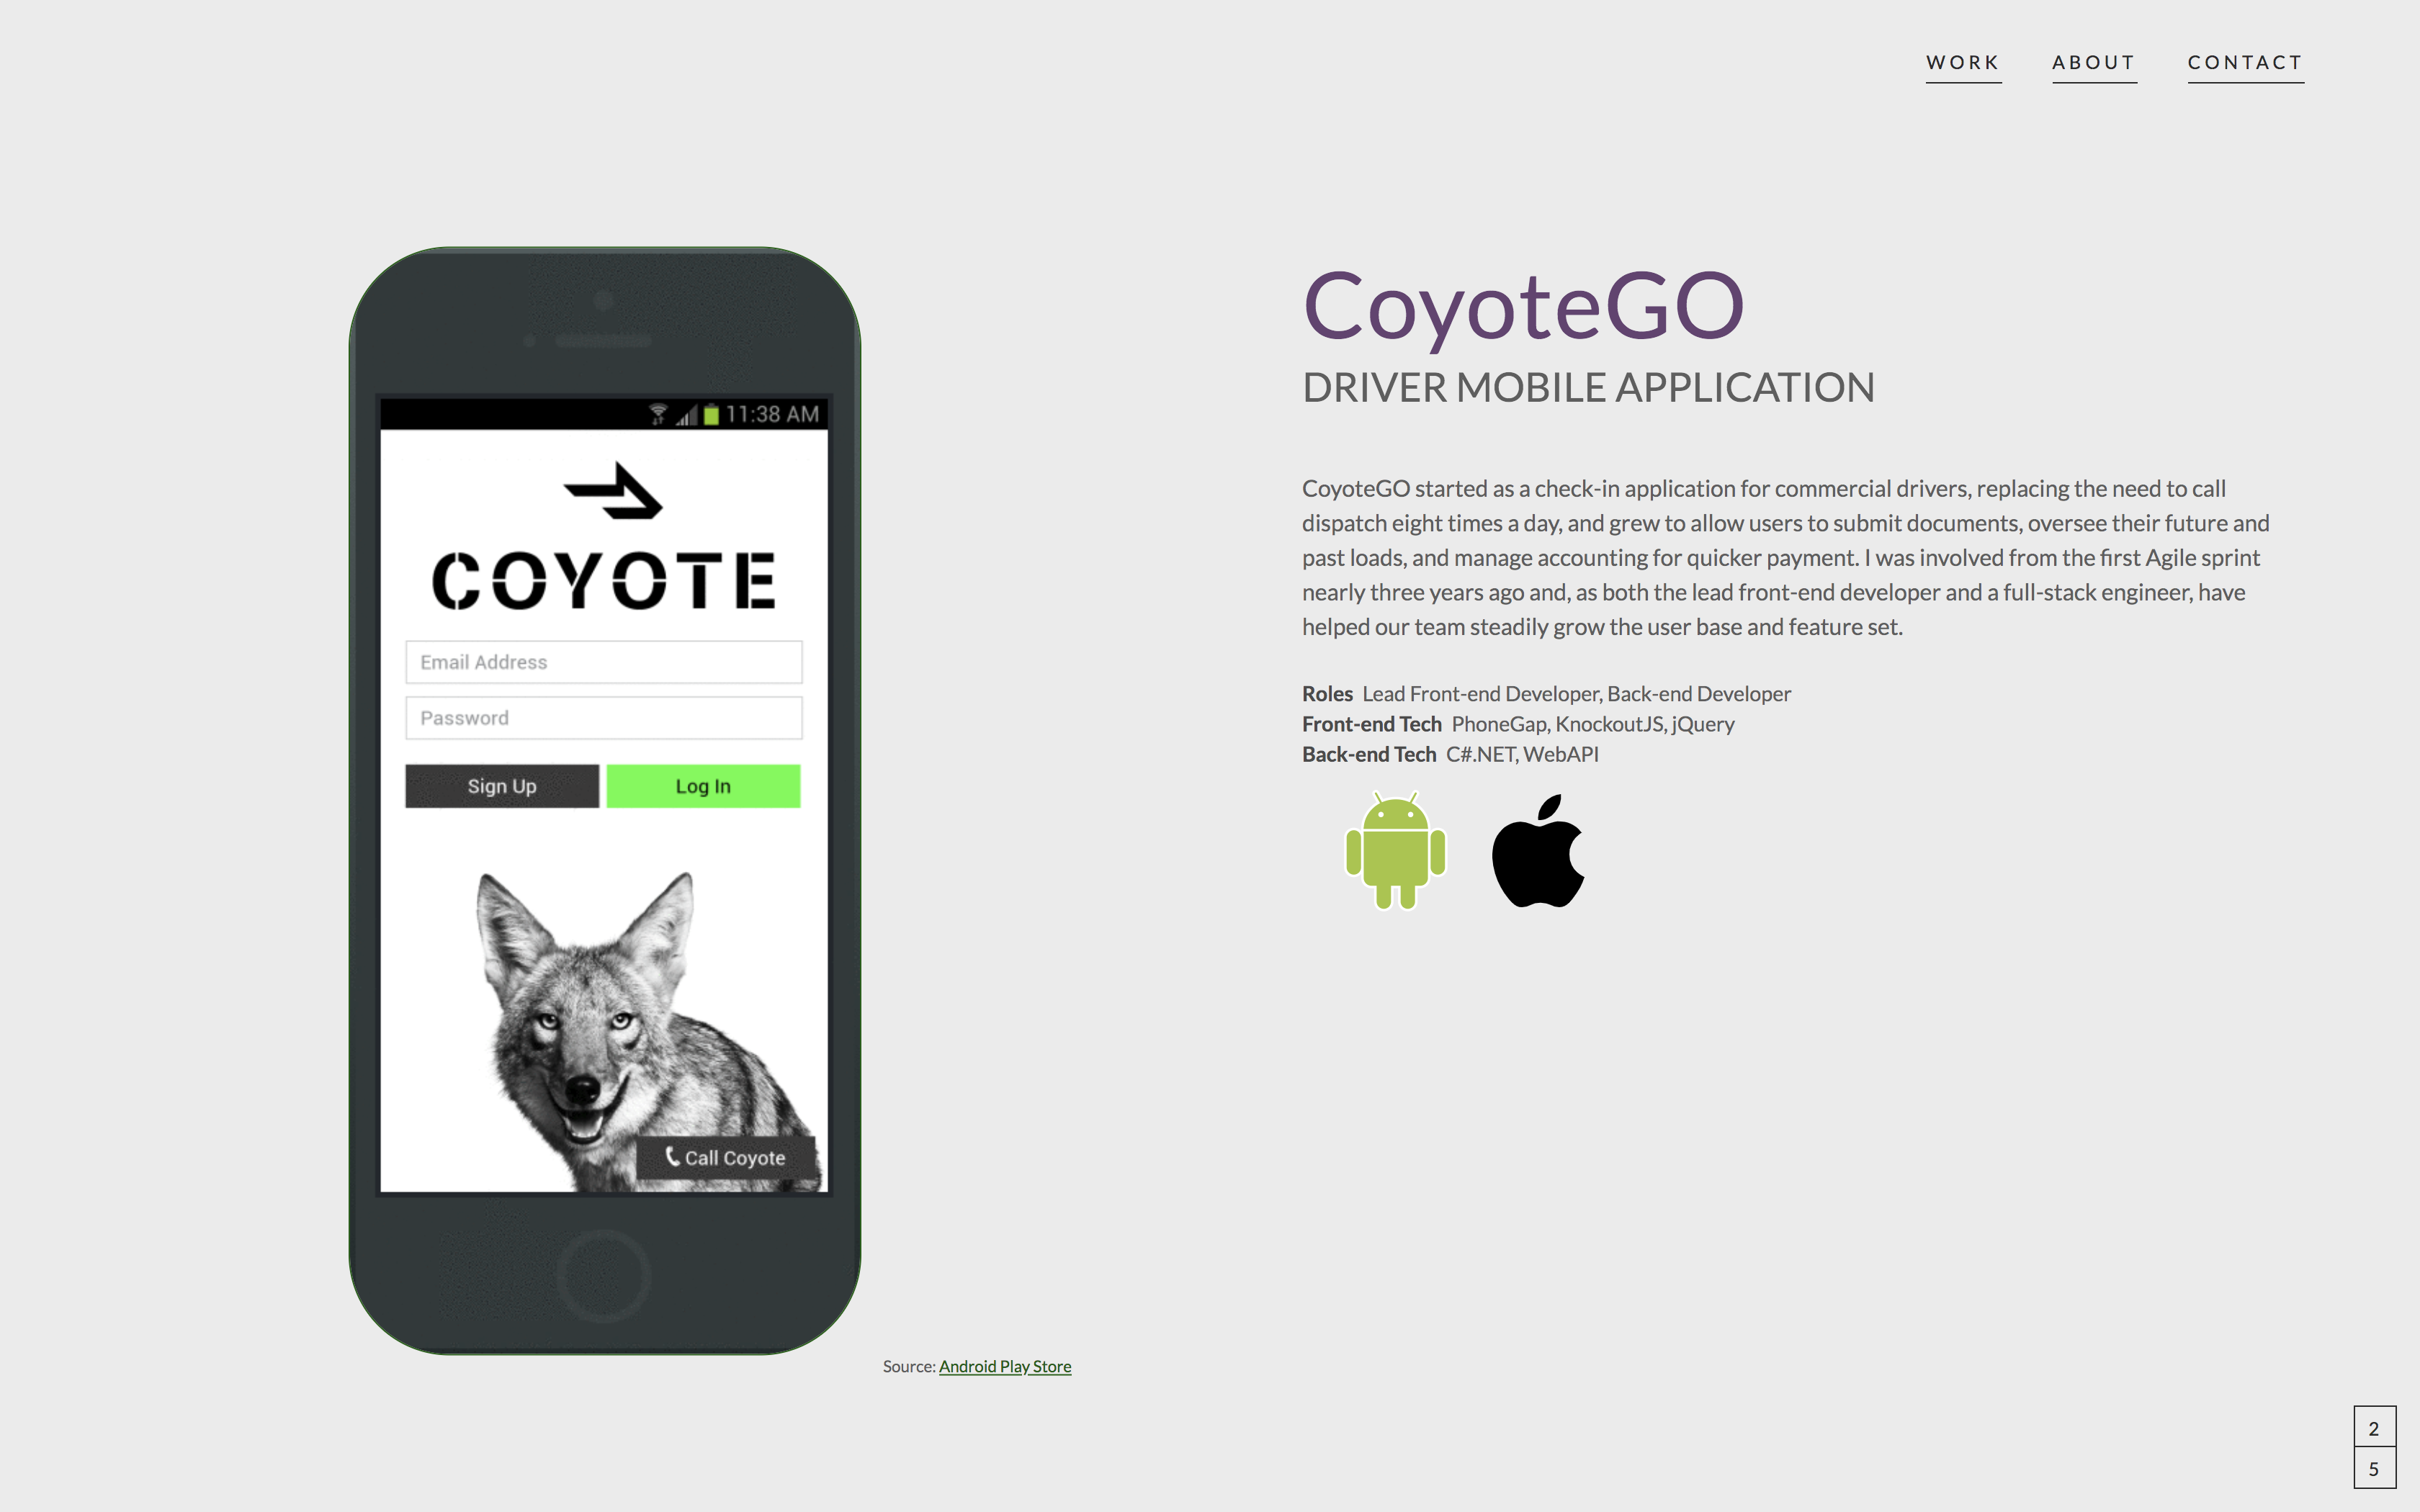 WORK ABOUT CONTACT
11:38 AM
COYOTE
Email Address
Password
Sign Up Log In
Call Coyote
Source: Android Play Store
CoyoteGO
DRIVER MOBILE APPLICATION
CoyoteGO started as a check-in application for commercial drivers, replacing the need to call
dispatch eight times a day, and grew to allow users to submit documents, oversee their future and
past loads, and manage accounting for quicker payment. I was involved from the first Agile sprint
nearly three years ago and, as both the lead front-end developer and a full-stack engineer, have
helped our team steadily grow the user base and feature set.
Roles Lead Front-end Developer, Back-end Developer
Front-end Tech PhoneGap, KnockoutJS, jQuery
Back-end Tech C#.NET, WebAPI
2
5